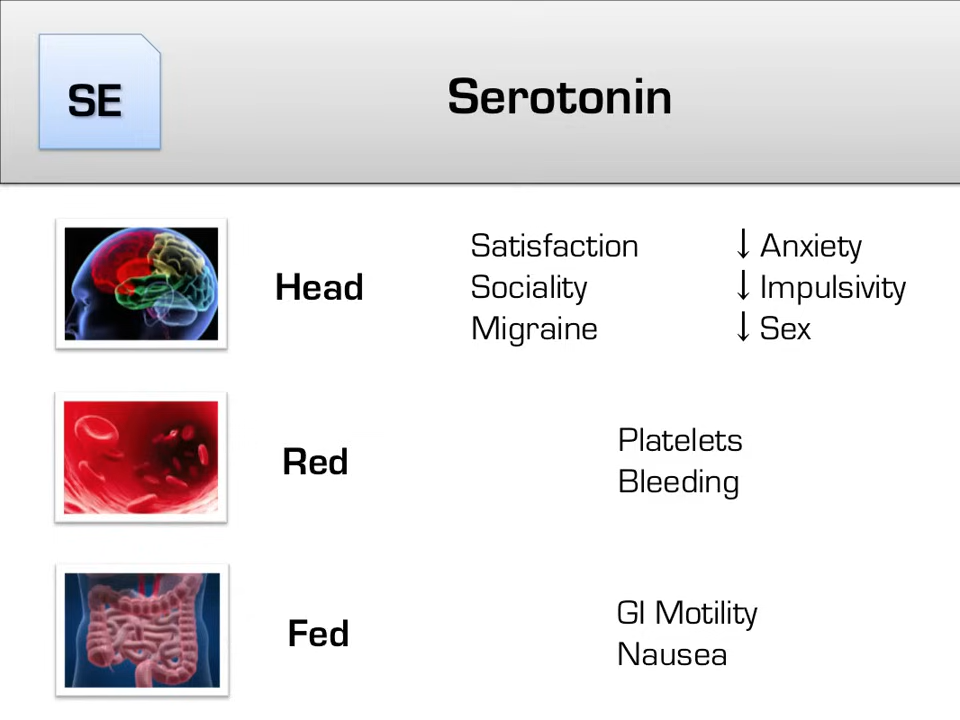 SE
Serotonin
Head
Satisfaction
Sociality
Migraine
↓ Anxiety
↓ Impulsivity
↓ Sex
Red
Platelets
Bleeding
Fed
GI Motility
Nausea